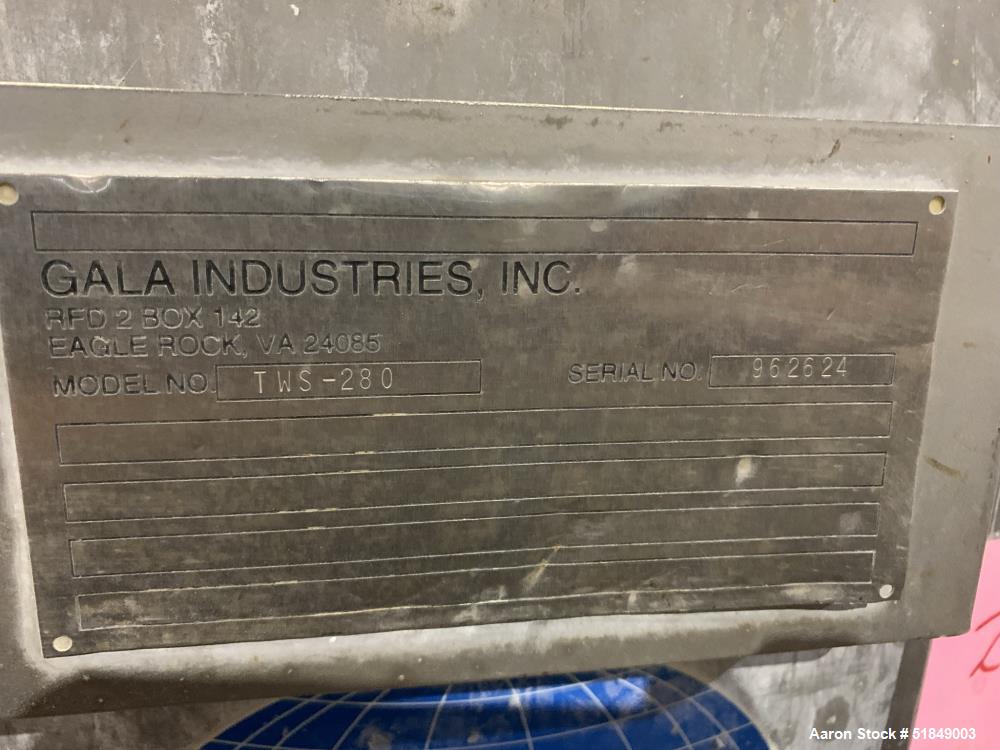 GALA INDUSTRIES, INC.
RFD 2 BOX 142
EAGLE ROCK, VA 24085
MODEL NO. TWS-280 SERIAL NO. 962624
Aaron Stock # 51849003